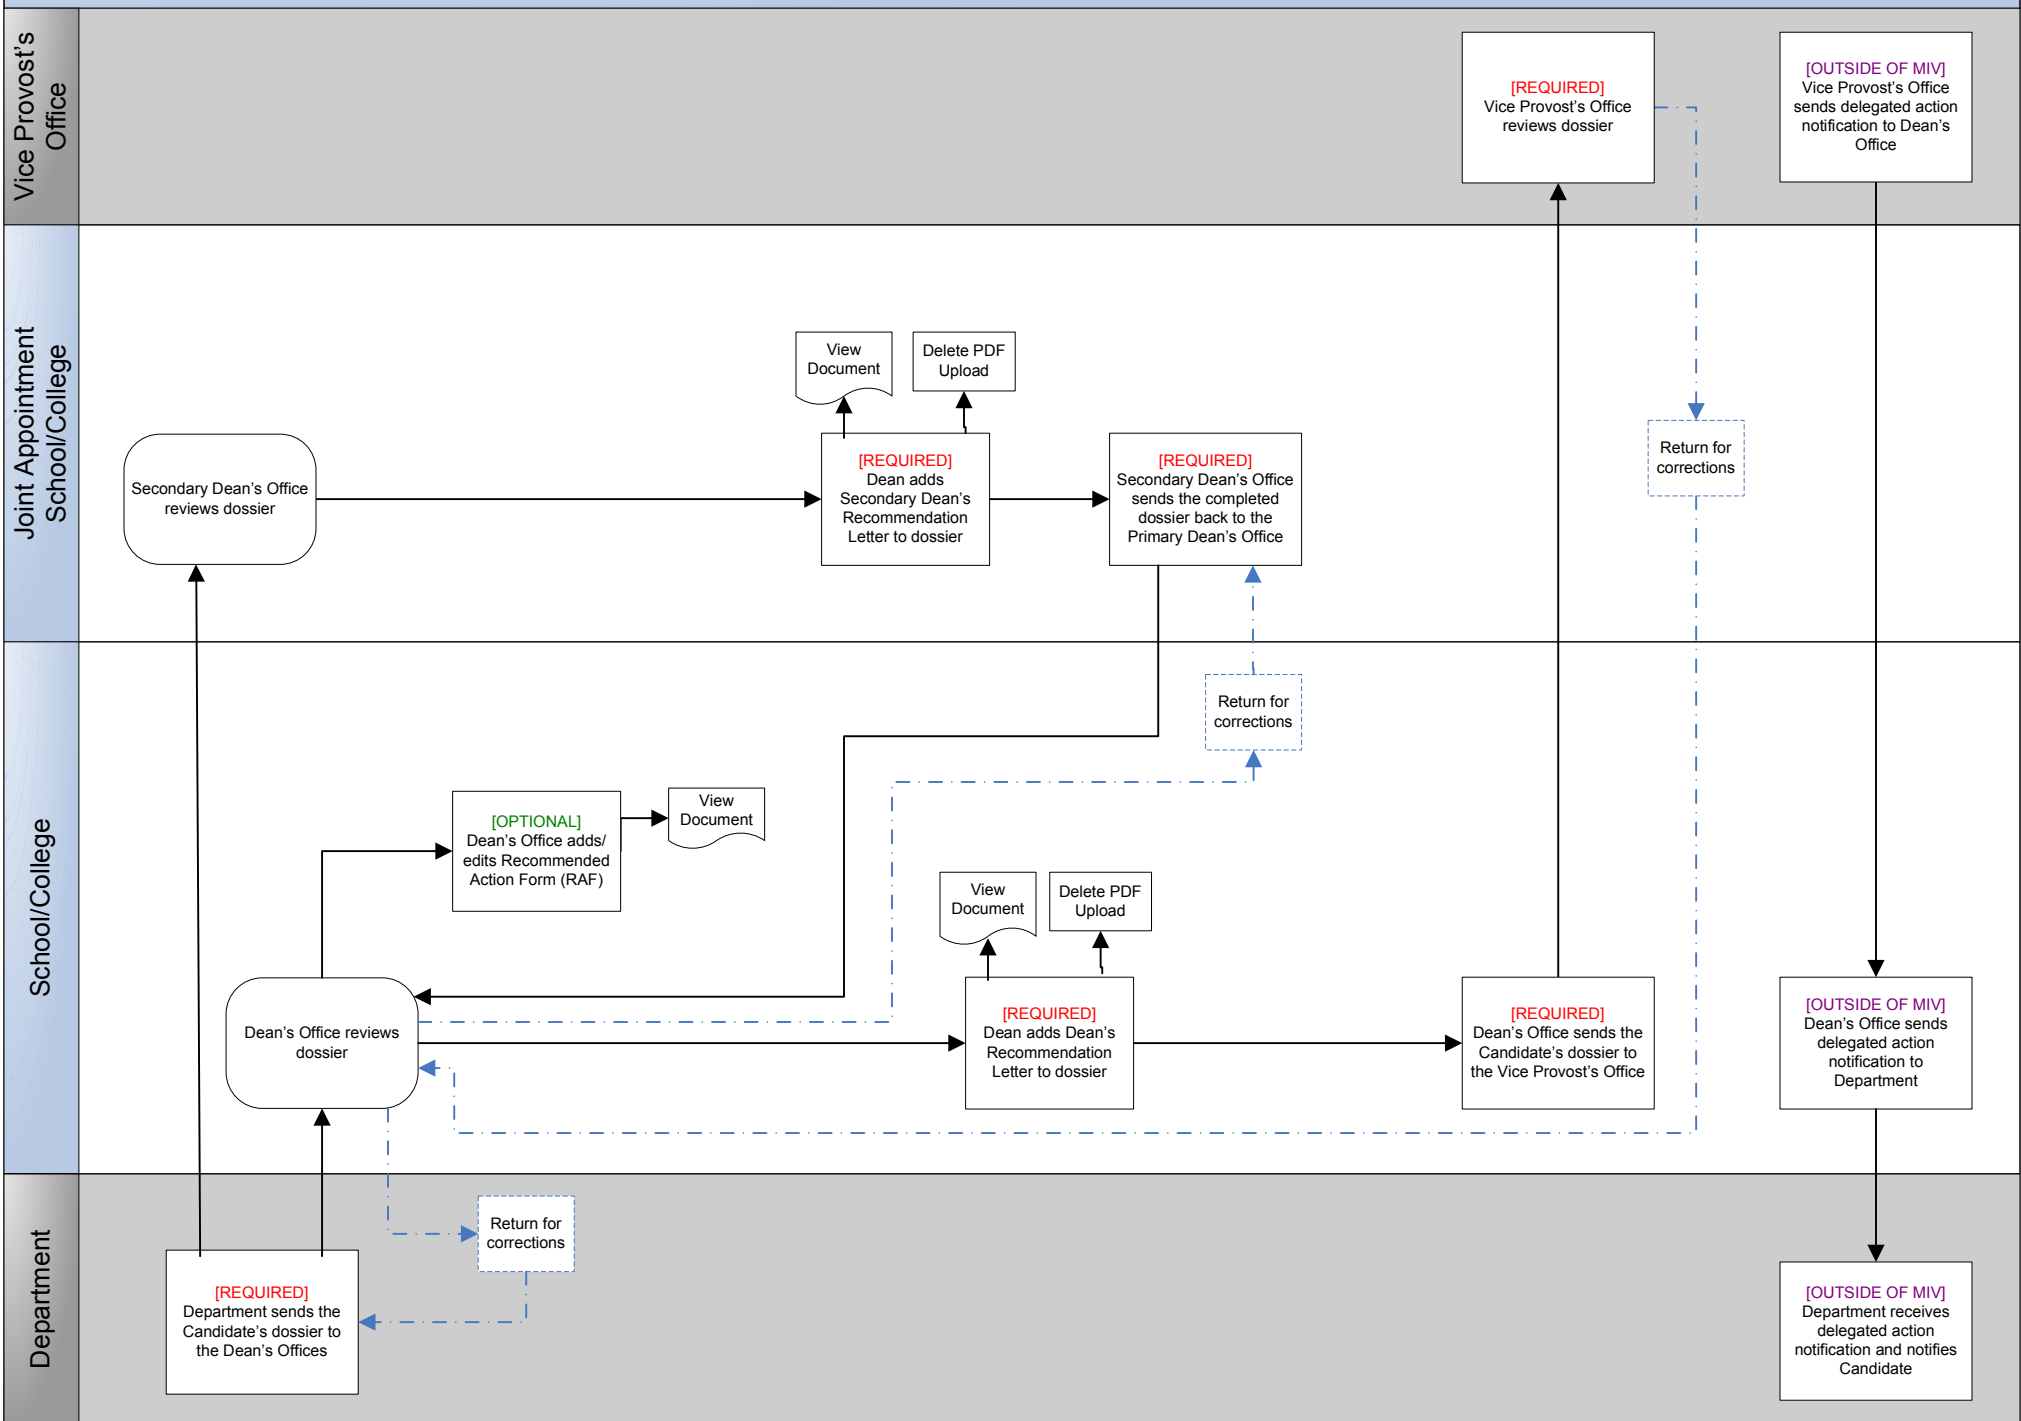 Vice Provost's
Office
[REQUIRED]
Vice Provost's Office
reviews dossier
[OUTSIDE OF MIV]
Vice Provost's Office
sends delegated action
notification to Dean's
Office
Joint Appointment
School/College
Secondary Dean's Office
reviews dossier
View
Document
Delete PDF
Upload
[REQUIRED]
Dean adds
Secondary Dean's
Recommendation
Letter to dossier
[REQUIRED]
Secondary Dean's Office
sends the completed
dossier back to the
Primary Dean's Office
Return for
corrections
School/College
Return for
corrections
[OPTIONAL]
Dean's Office adds/
edits Recommended
Action Form (RAF)
View
Document
Dean's Office reviews
dossier
View
Document
Delete PDF
Upload
[REQUIRED]
Dean adds Dean's
Recommendation
Letter to dossier
[REQUIRED]
Dean's Office sends the
Candidate's dossier to
the Vice Provost's Office
[OUTSIDE OF MIV]
Dean's Office sends
delegated action
notification to
Department
Department
[REQUIRED]
Department sends the
Candidate's dossier to
the Dean's Offices
Return for
corrections
[OUTSIDE OF MIV]
Department receives
delegated action
notification and notifies
Candidate